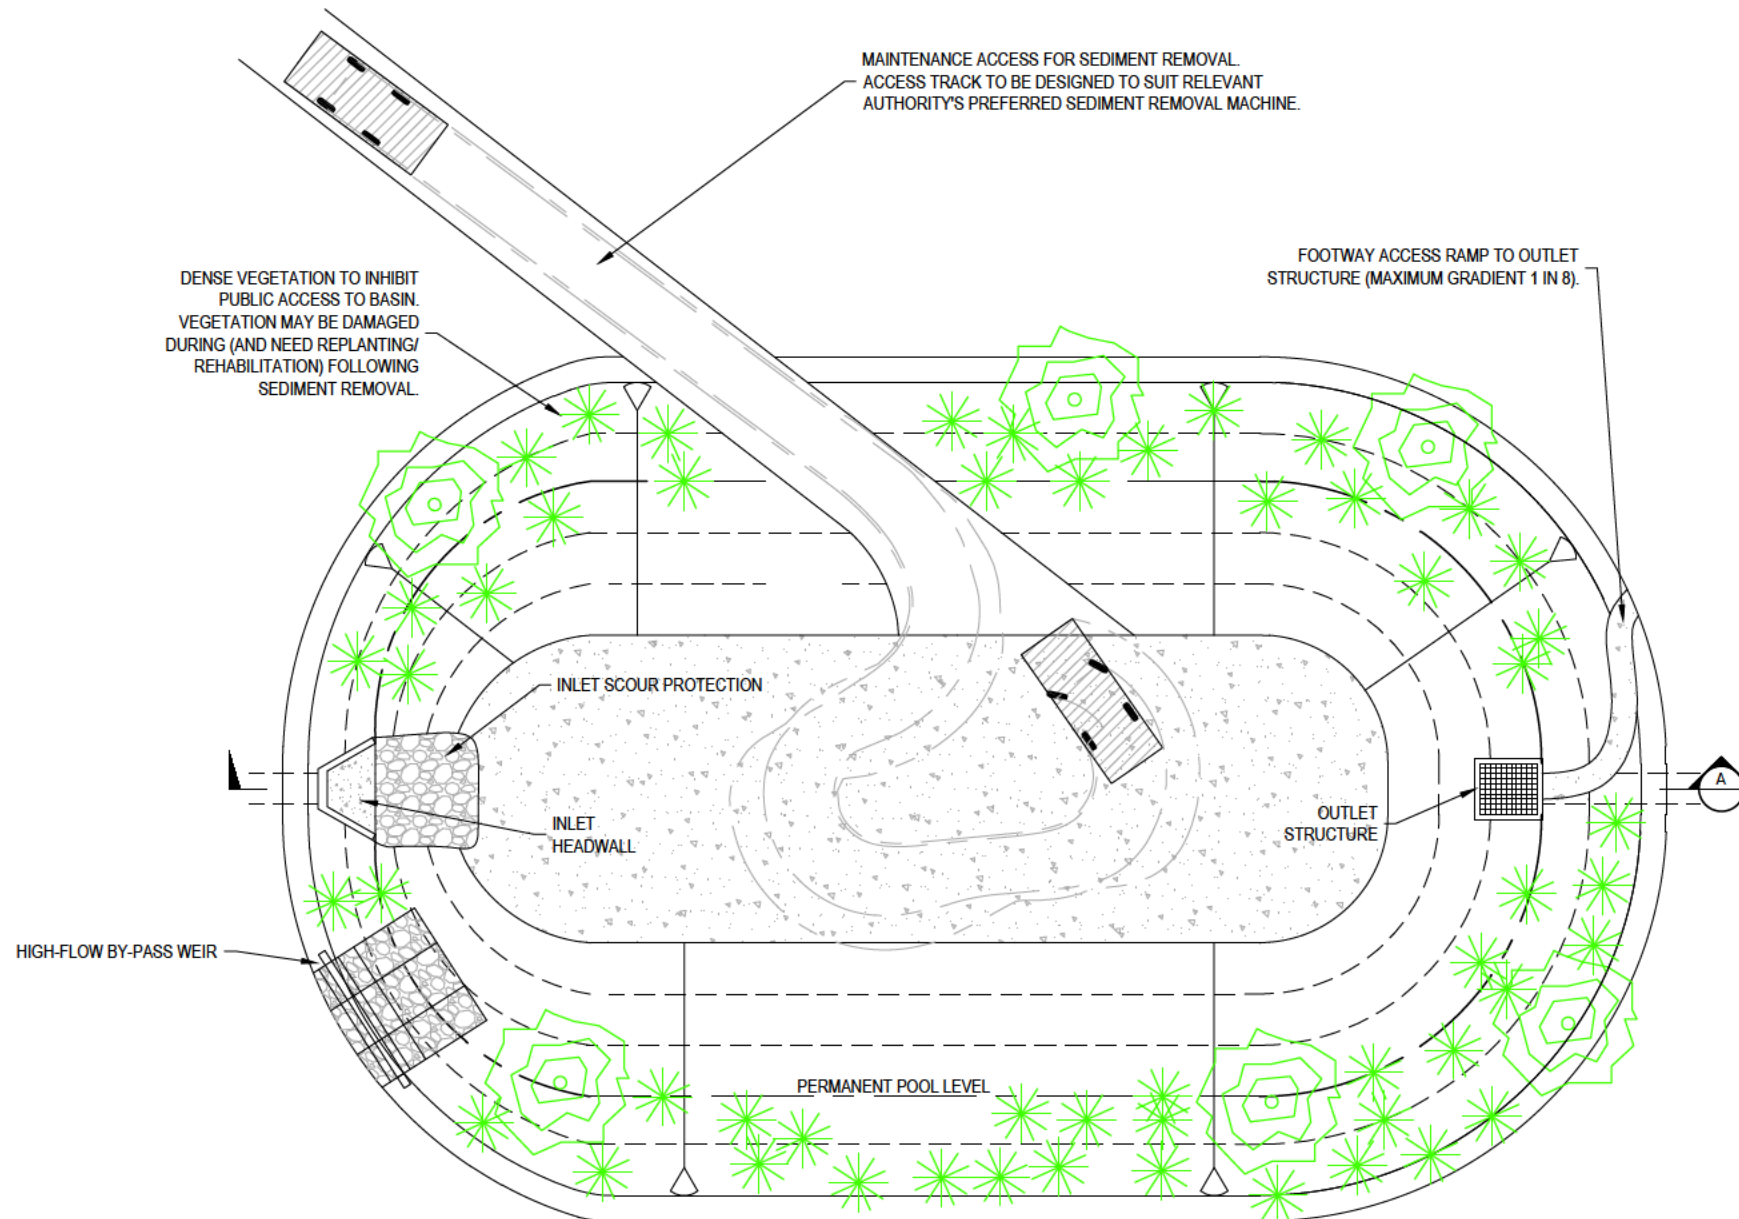 MAINTENANCE ACCESS FOR SEDIMENT REMOVAL.
ACCESS TRACK TO BE DESIGNED TO SUIT RELEVANT
AUTHORITY'S PREFERRED SEDIMENT REMOVAL MACHINE.
FOOTWAY ACCESS RAMP TO OUTLET
STRUCTURE (MAXIMUM GRADIENT 1 IN 8).
DENSE VEGETATION TO INHIBIT
PUBLIC ACCESS TO BASIN.
VEGETATION MAY BE DAMAGED
DURING (AND NEED REPLANTING/
REHABILITATION) FOLLOWING
SEDIMENT REMOVAL.
INLET SCOUR PROTECTION
INLET
HEADWALL
OUTLET
STRUCTURE
A
HIGH-FLOW BY-PASS WEIR
PERMANENT POOL LEVEL